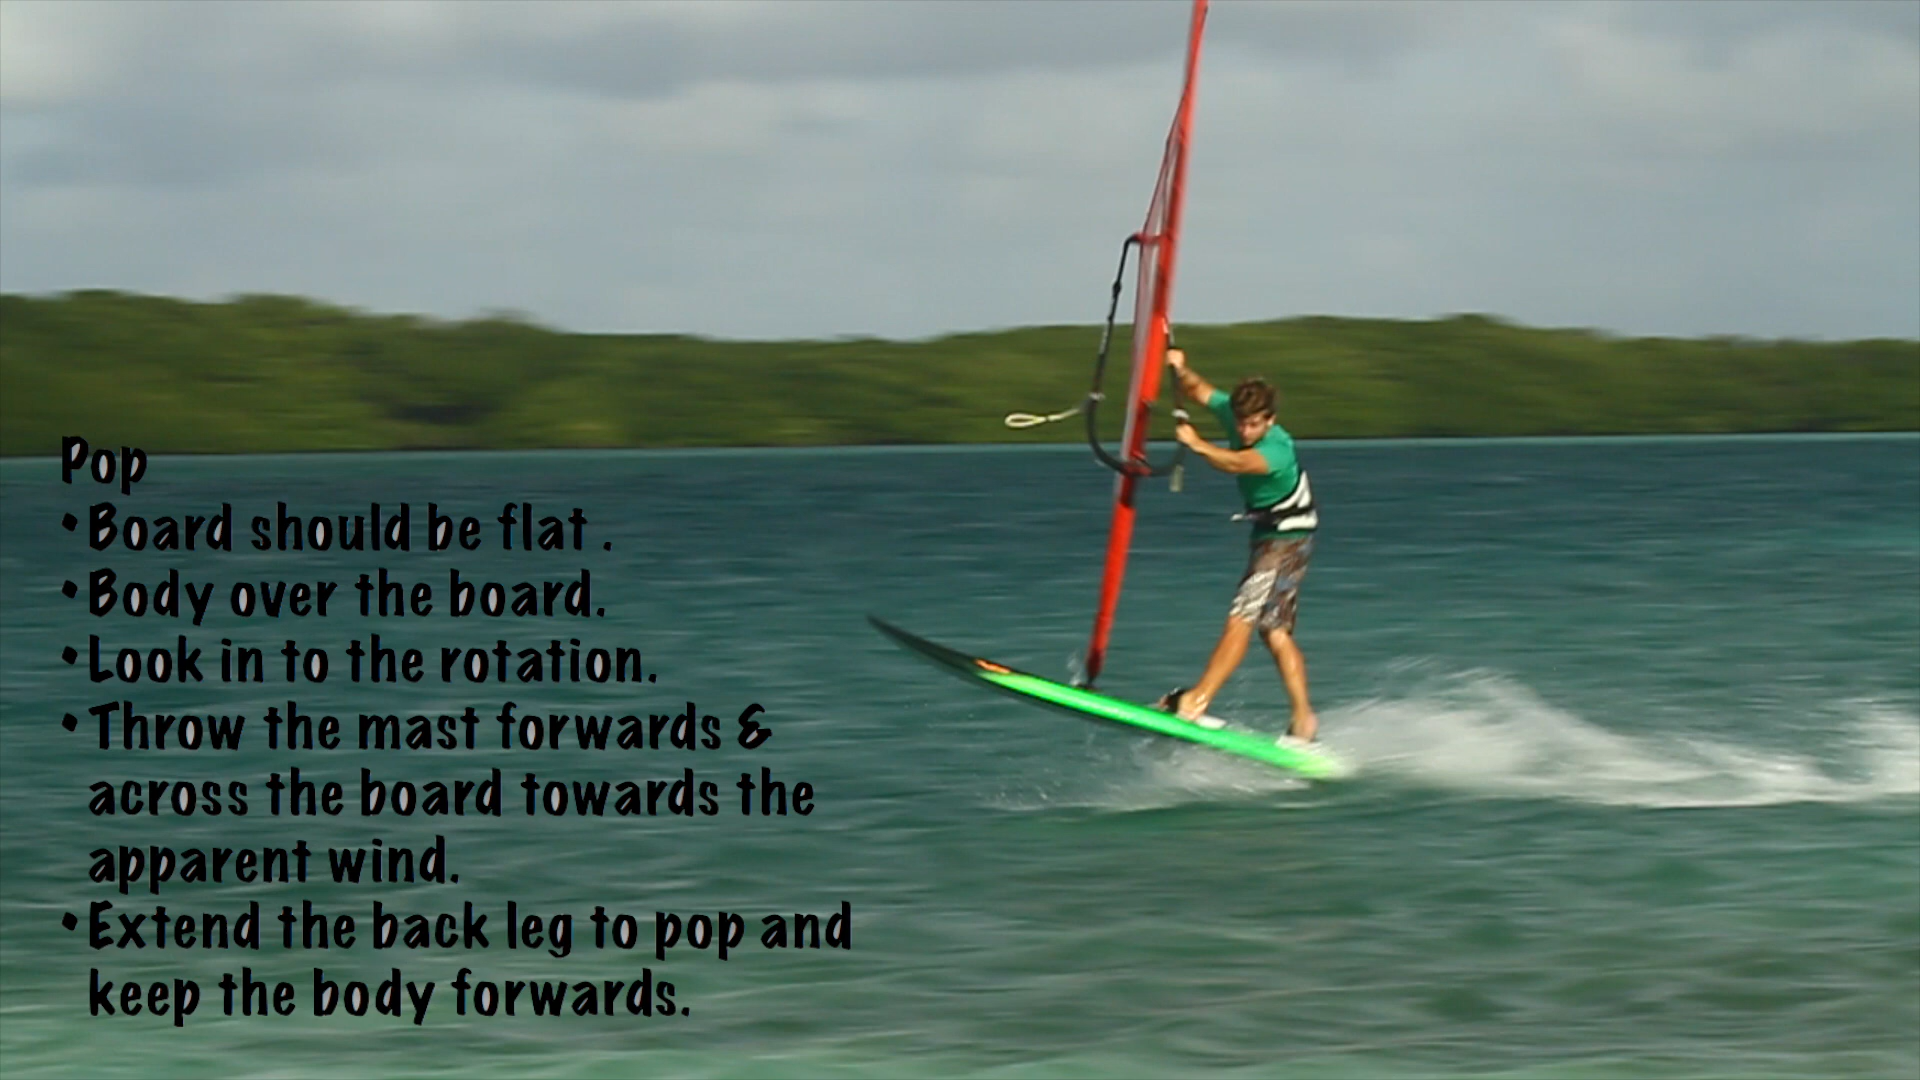 Pop
•Board should be flat .
•Body over the board.
•Look in to the rotation.
•Throw the mast forwards &
across the board towards the
apparent wind.
•Extend the back leg to pop and
keep the body forwards.